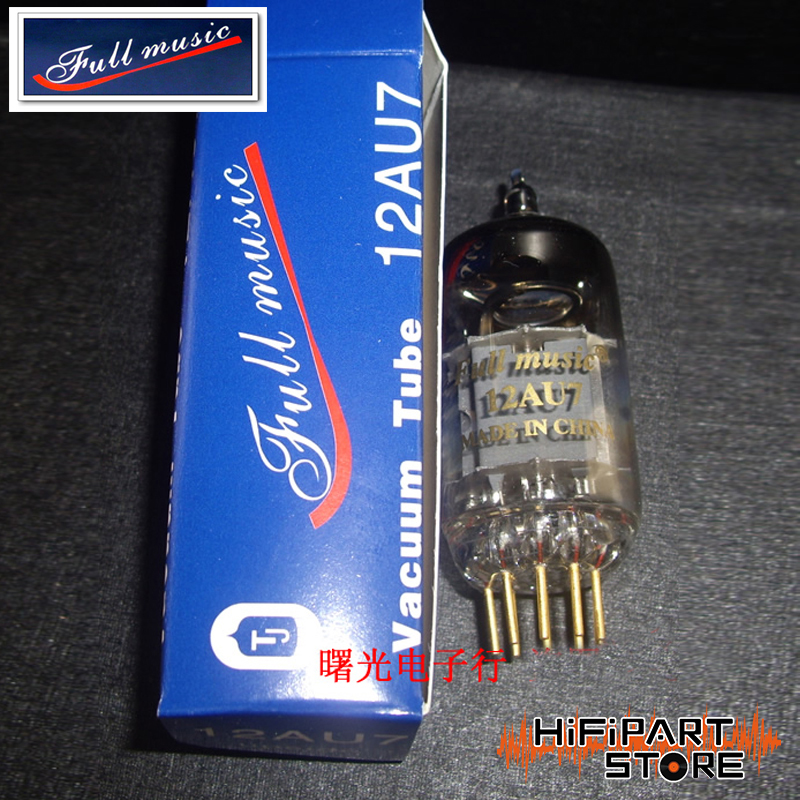 Full music
Full music
Vacuum Tube 12AU7
TJ
12AU7
Full music
12AU7
MADE IN CHINA
曙光电子行
HiFiPART
STORE